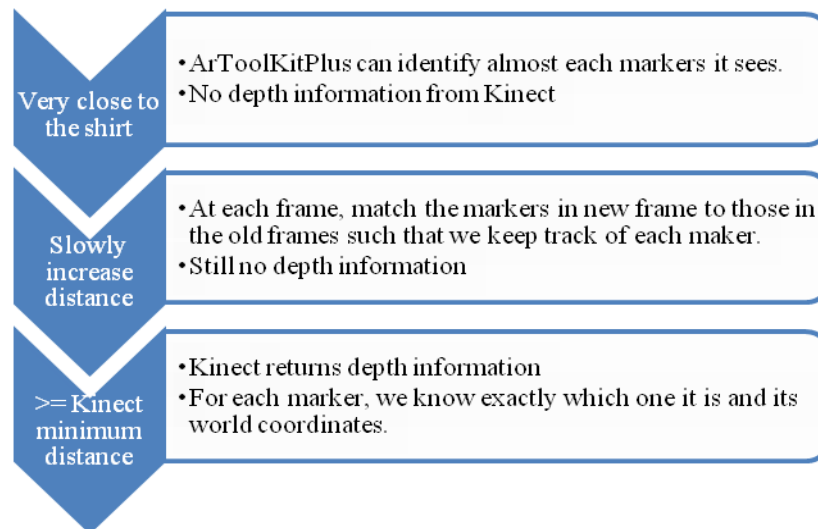 Very close to
the shirt
•ArToolKitPlus can identify almost each markers it sees.
•No depth information from Kinect
Slowly
increase
distance
•At each frame, match the markers in new frame to those in
the old frames such that we keep track of each maker.
•Still no depth information
>= Kinect
minimum
distance
•Kinect returns depth information
•For each marker, we know exactly which one it is and its
world coordinates.